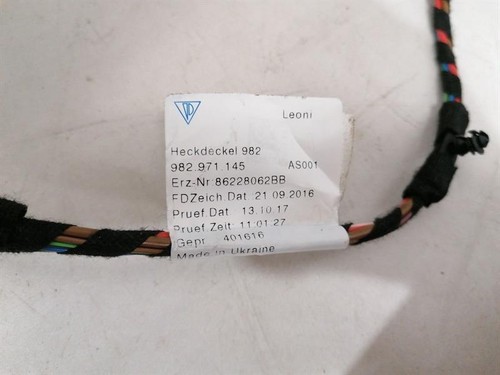 Leoni
Heckdeckel 982
982.971.145 AS001
Erz-Nr. 86228062BB
FDZeich.Dat. 21.09.2016
Pruef.Dat. 13.10.17
Pruef.Zeit: 11:01:27
Gepr. 401616
Made in Ukraine